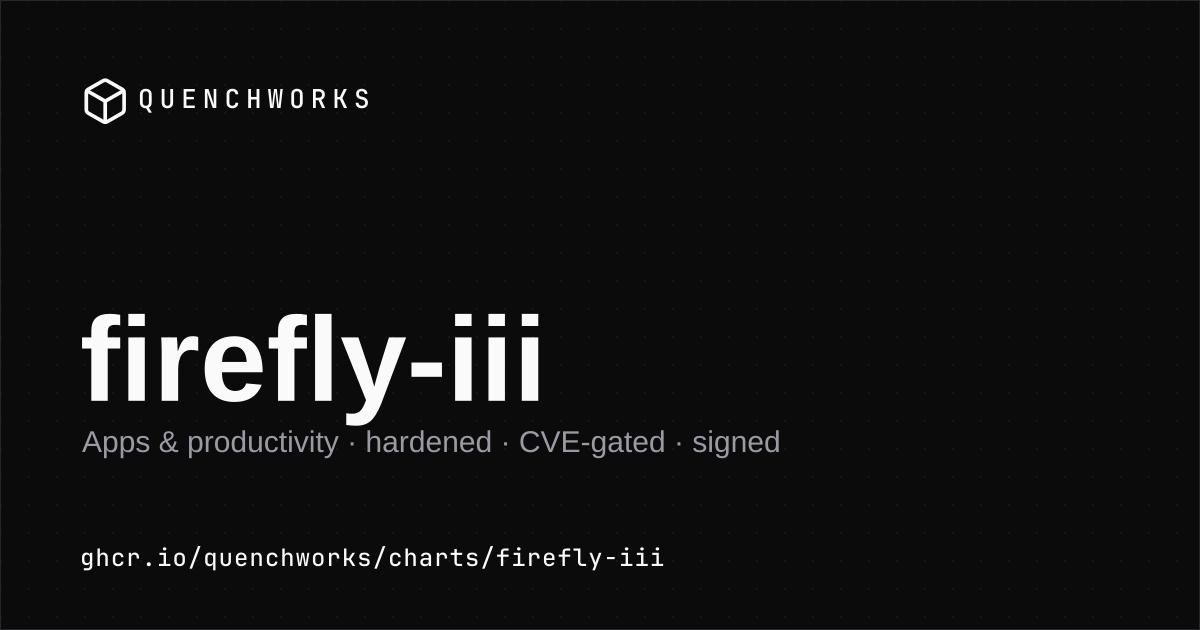 QUENCHWORKS
firefly-iii
Apps & productivity · hardened · CVE-gated · signed
ghcr.io/quenchworks/charts/firefly-iii